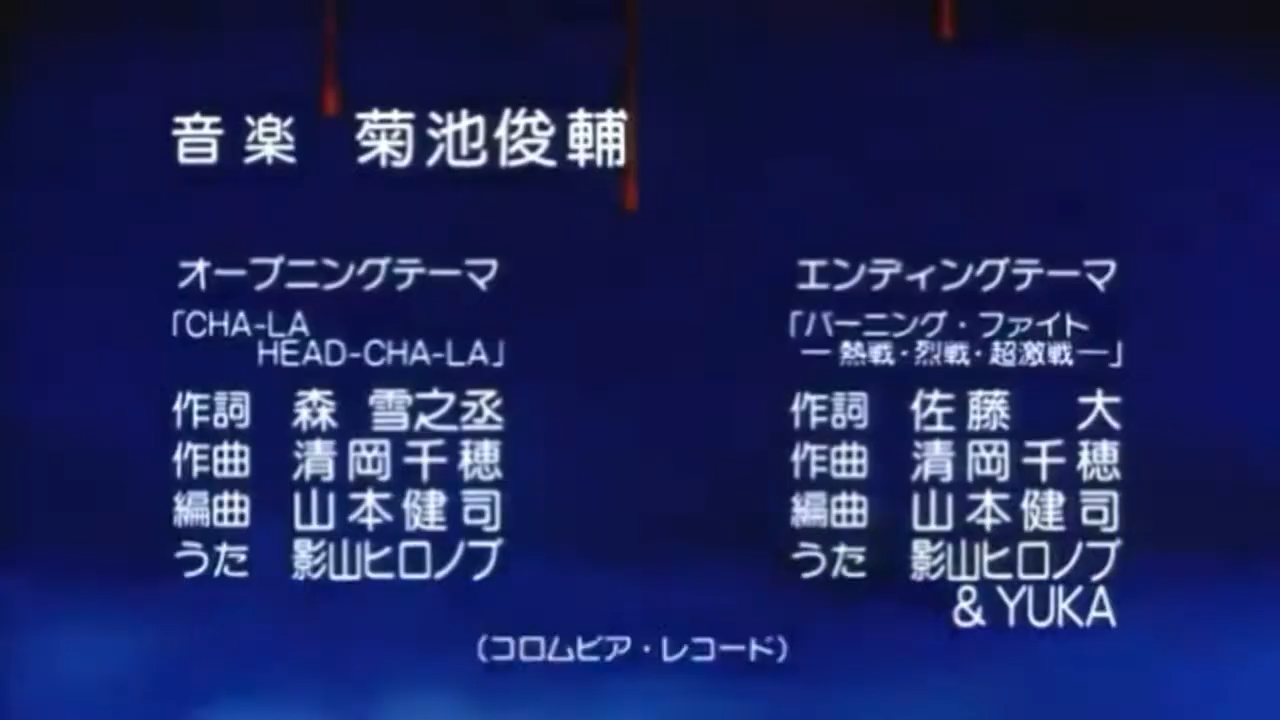 音楽 菊池俊輔
オープニングテーマ
「CHA-LA
HEAD-CHA-LA」
作詞 森 雪之丞
作曲 清岡千穂
編曲 山本健司
うた 影山ヒロノブ
エンディングテーマ
「バーニング・ファイト
―熱戦・烈戦・超激戦―」
作詞 佐藤 大
作曲 清岡千穂
編曲 山本健司
うた 影山ヒロノブ
& YUKA
(コロムビア・レコード)